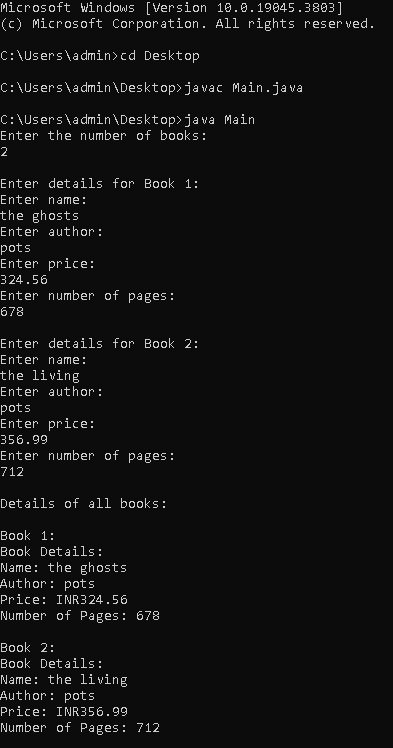 Microsoft Windows [Version 10.0.19045.3803]
(c) Microsoft Corporation. All rights reserved.
C:\Users\admin>cd Desktop
C:\Users\admin\Desktop>javac Main.java
C:\Users\admin\Desktop>java Main
Enter the number of books:
2
Enter details for Book 1:
Enter name:
the ghosts
Enter author:
pots
Enter price:
324.56
Enter number of pages:
678
Enter details for Book 2:
Enter name:
the living
Enter author:
pots
Enter price:
356.99
Enter number of pages:
712
Details of all books:
Book 1:
Book Details:
Name: the ghosts
Author: pots
Price: INR324.56
Number of Pages: 678
Book 2:
Book Details:
Name: the living
Author: pots
Price: INR356.99
Number of Pages: 712